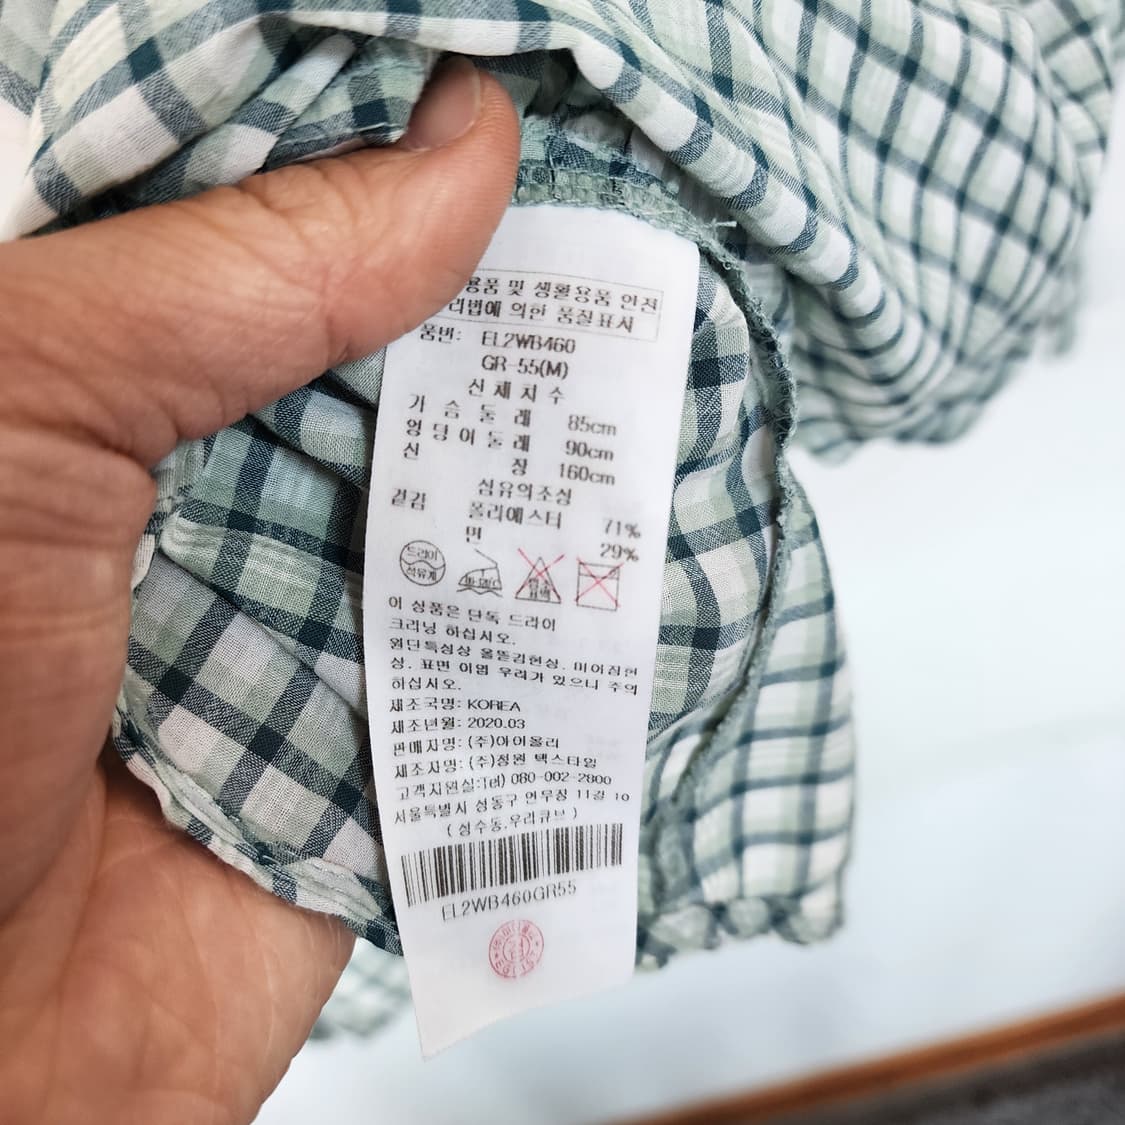 용품 및 생활용품 안전
리법에 의한 품질표시
품번: EL2WB460
GR-55(M)
신체치수
가슴둘레 85cm
엉덩이둘레 90cm
신장 160cm
섬유의조성
겉감 폴리에스터 71%
면 29%
드라이
석유계
이 상품은 단독 드라이
크리닝 하십시오.
원단특성상 올뜯김현상, 미어짐현
상, 표면 이염 우려가 있으니 주의
하십시오.
제조국명: KOREA
제조년월: 2020.03
판매자명: (주)아이올리
제조자명: (주)정원 텍스타일
고객지원실:Tel) 080-002-2800
서울특별시 성동구 연무장 11길 10
(성수동,우리큐브)
EL2WB460GR55